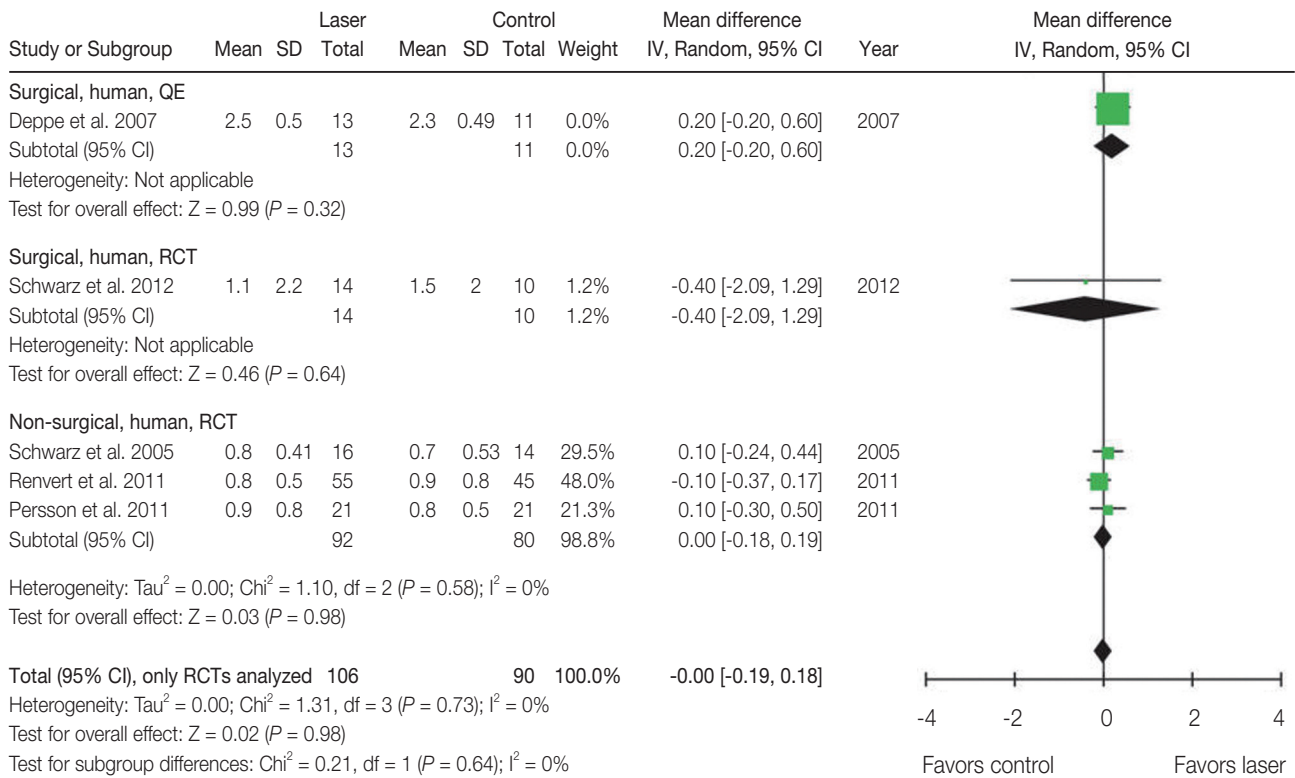 Laser Control Mean difference Mean difference
Study or Subgroup Mean SD Total Mean SD Total Weight IV, Random, 95% CI Year IV, Random, 95% CI
Surgical, human, QE
Deppe et al. 2007 2.5 0.5 13 2.3 0.49 11 0.0% 0.20 [-0.20, 0.60] 2007
Subtotal (95% CI) 13 11 0.0% 0.20 [-0.20, 0.60]
Heterogeneity: Not applicable
Test for overall effect: Z = 0.99 (P = 0.32)
Surgical, human, RCT
Schwarz et al. 2012 1.1 2.2 14 1.5 2 10 1.2% -0.40 [-2.09, 1.29] 2012
Subtotal (95% CI) 14 10 1.2% -0.40 [-2.09, 1.29]
Heterogeneity: Not applicable
Test for overall effect: Z = 0.46 (P = 0.64)
Non-surgical, human, RCT
Schwarz et al. 2005 0.8 0.41 16 0.7 0.53 14 29.5% 0.10 [-0.24, 0.44] 2005
Renvert et al. 2011 0.8 0.5 55 0.9 0.8 45 48.0% -0.10 [-0.37, 0.17] 2011
Persson et al. 2011 0.9 0.8 21 0.8 0.5 21 21.3% 0.10 [-0.30, 0.50] 2011
Subtotal (95% CI) 92 80 98.8% 0.00 [-0.18, 0.19]
Heterogeneity: Tau² = 0.00; Chi² = 1.10, df = 2 (P = 0.58); I² = 0%
Test for overall effect: Z = 0.03 (P = 0.98)
Total (95% CI), only RCTs analyzed 106 90 100.0% -0.00 [-0.19, 0.18]
Heterogeneity: Tau² = 0.00; Chi² = 1.31, df = 3 (P = 0.73); I² = 0%
Test for overall effect: Z = 0.02 (P = 0.98)
Test for subgroup differences: Chi² = 0.21, df = 1 (P = 0.64); I² = 0%
-4 -2 0 2 4
Favors control Favors laser